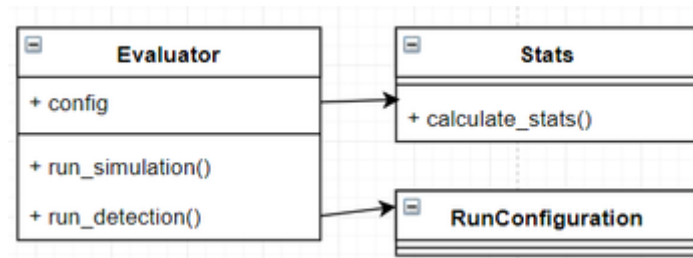 Evaluator
+ config
+ run_simulation()
+ run_detection()
Stats
+ calculate_stats()
RunConfiguration